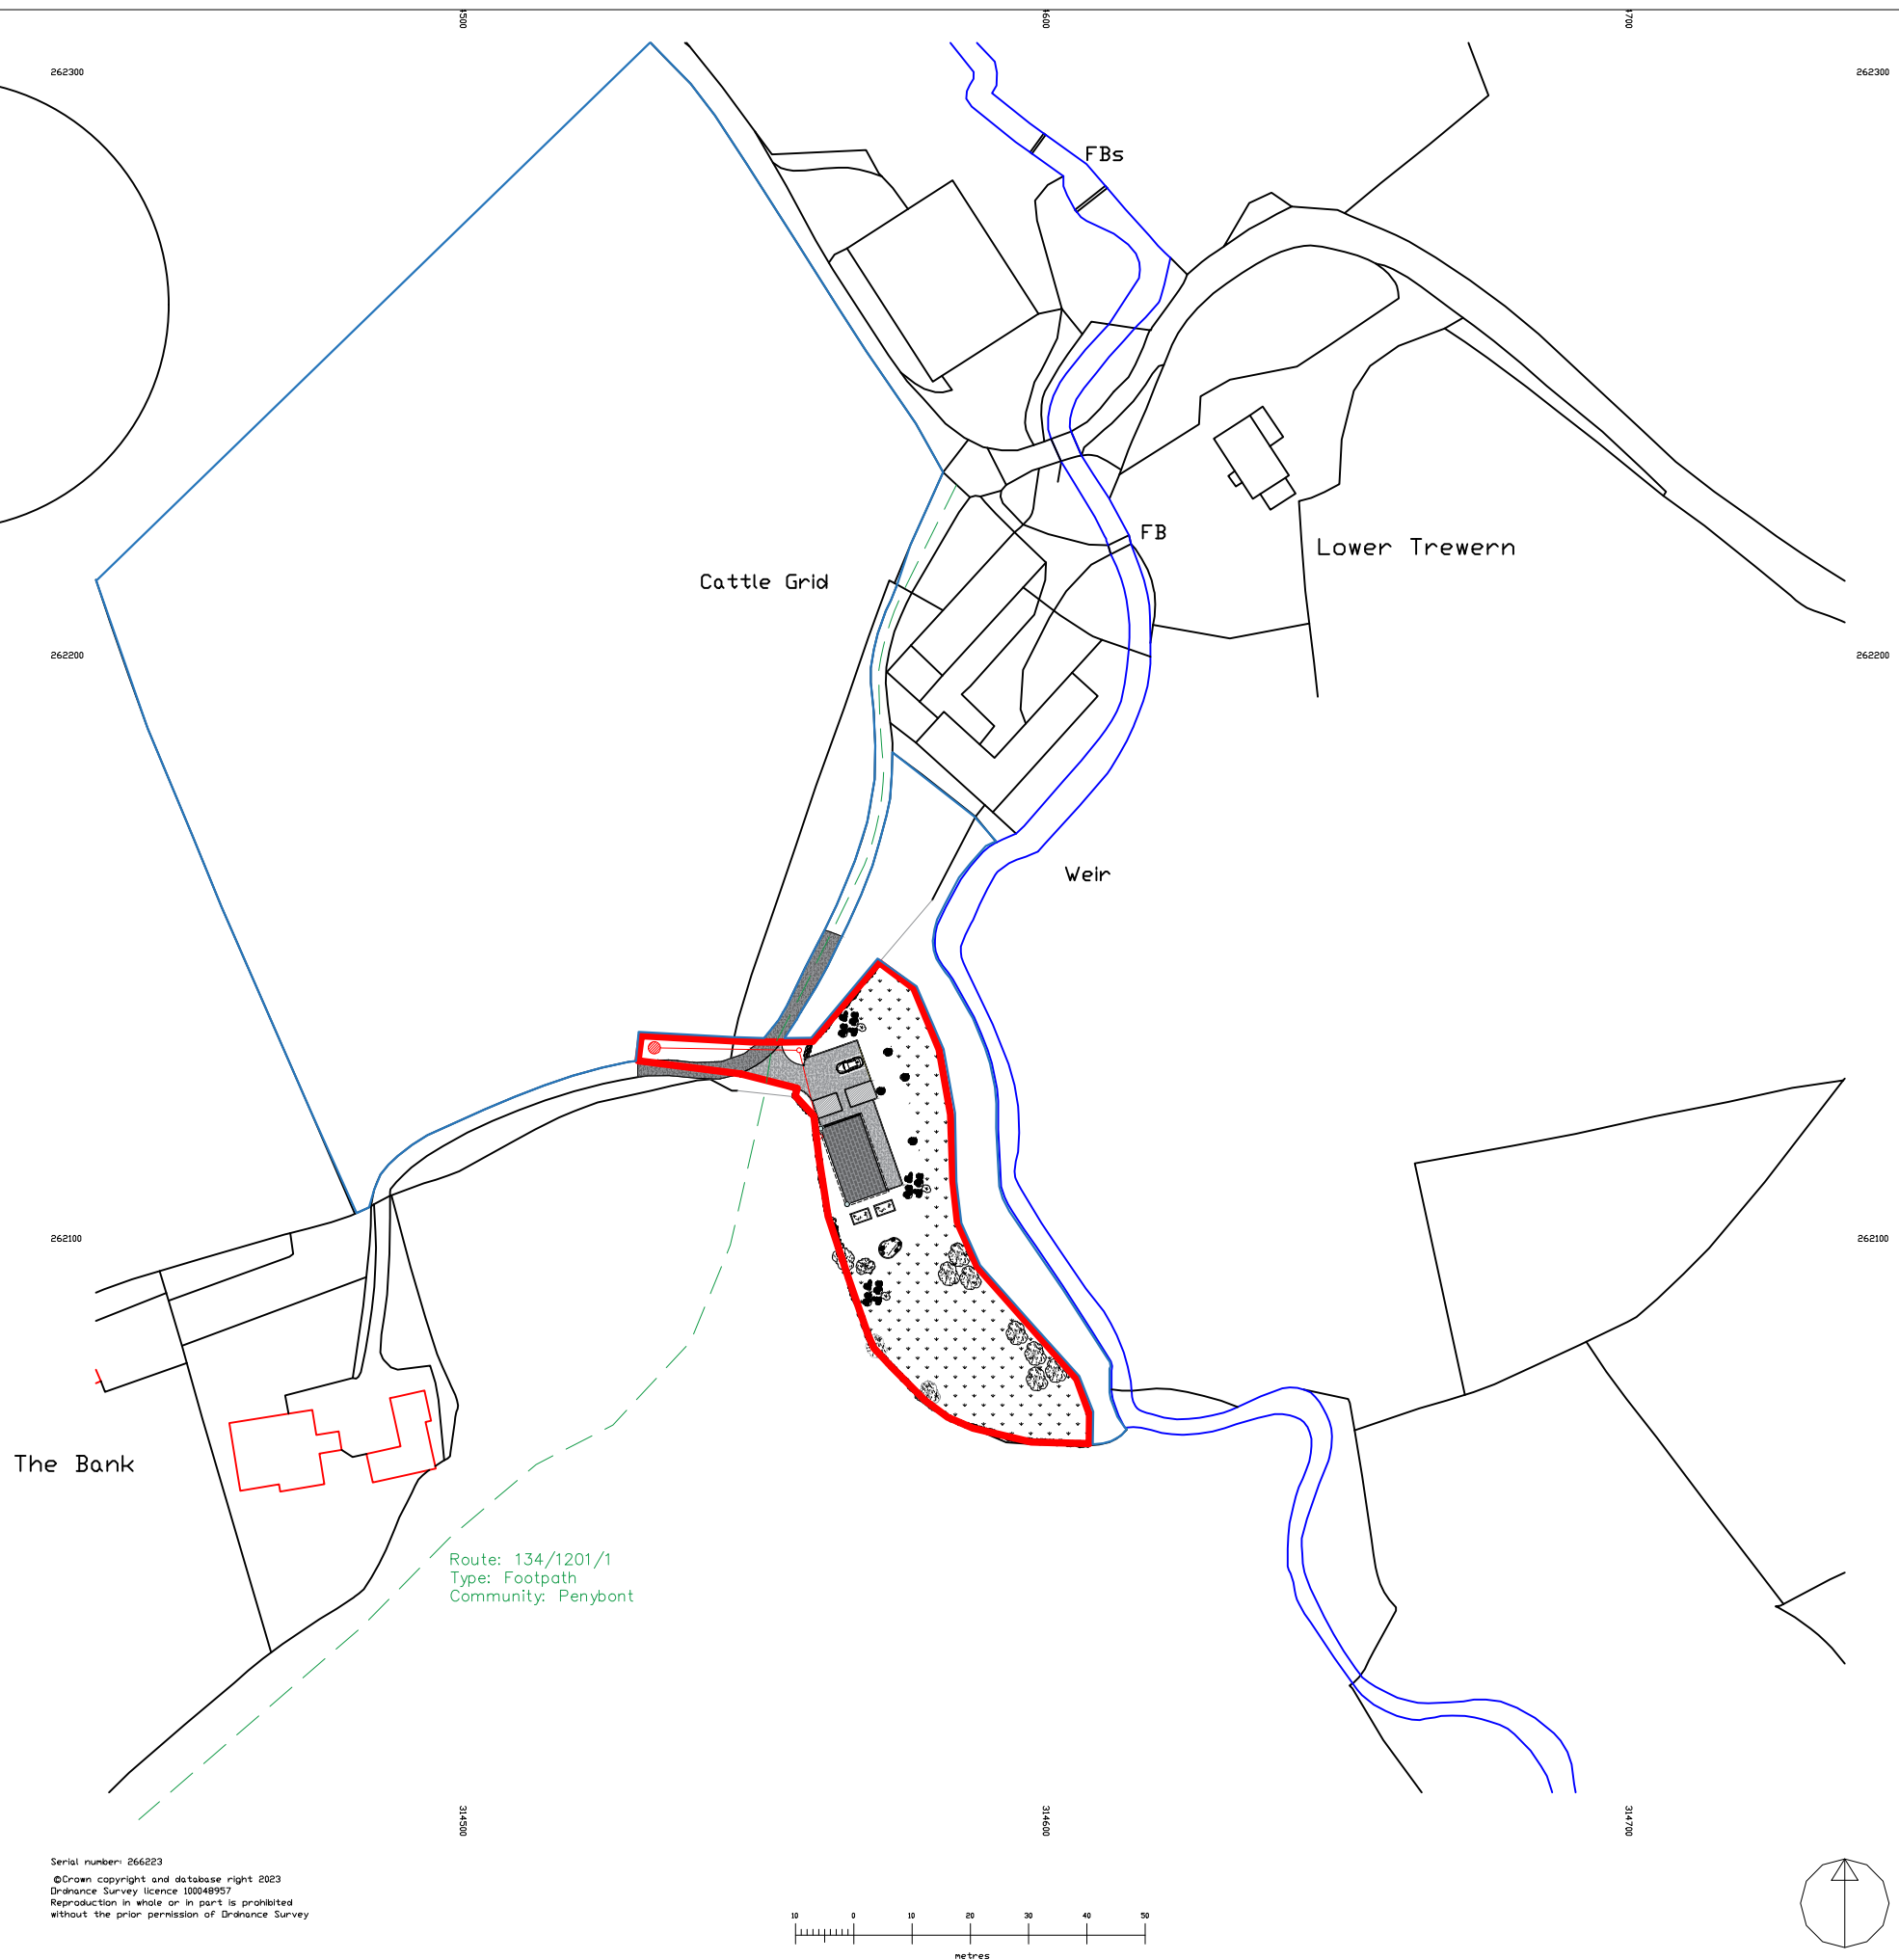 262300
262300
FBs
FB
Lower Trewern
Cattle Grid
262200
262200
Weir
262100
262100
The Bank
Route: 134/1201/1
Type: Footpath
Community: Penybont
314500
314600
314700
Serial number: 266223
©Crown copyright and database right 2023
Ordnance Survey licence 100048957
Reproduction in whole or in part is prohibited
without the prior permission of Ordnance Survey
10 0 10 20 30 40 50
metres